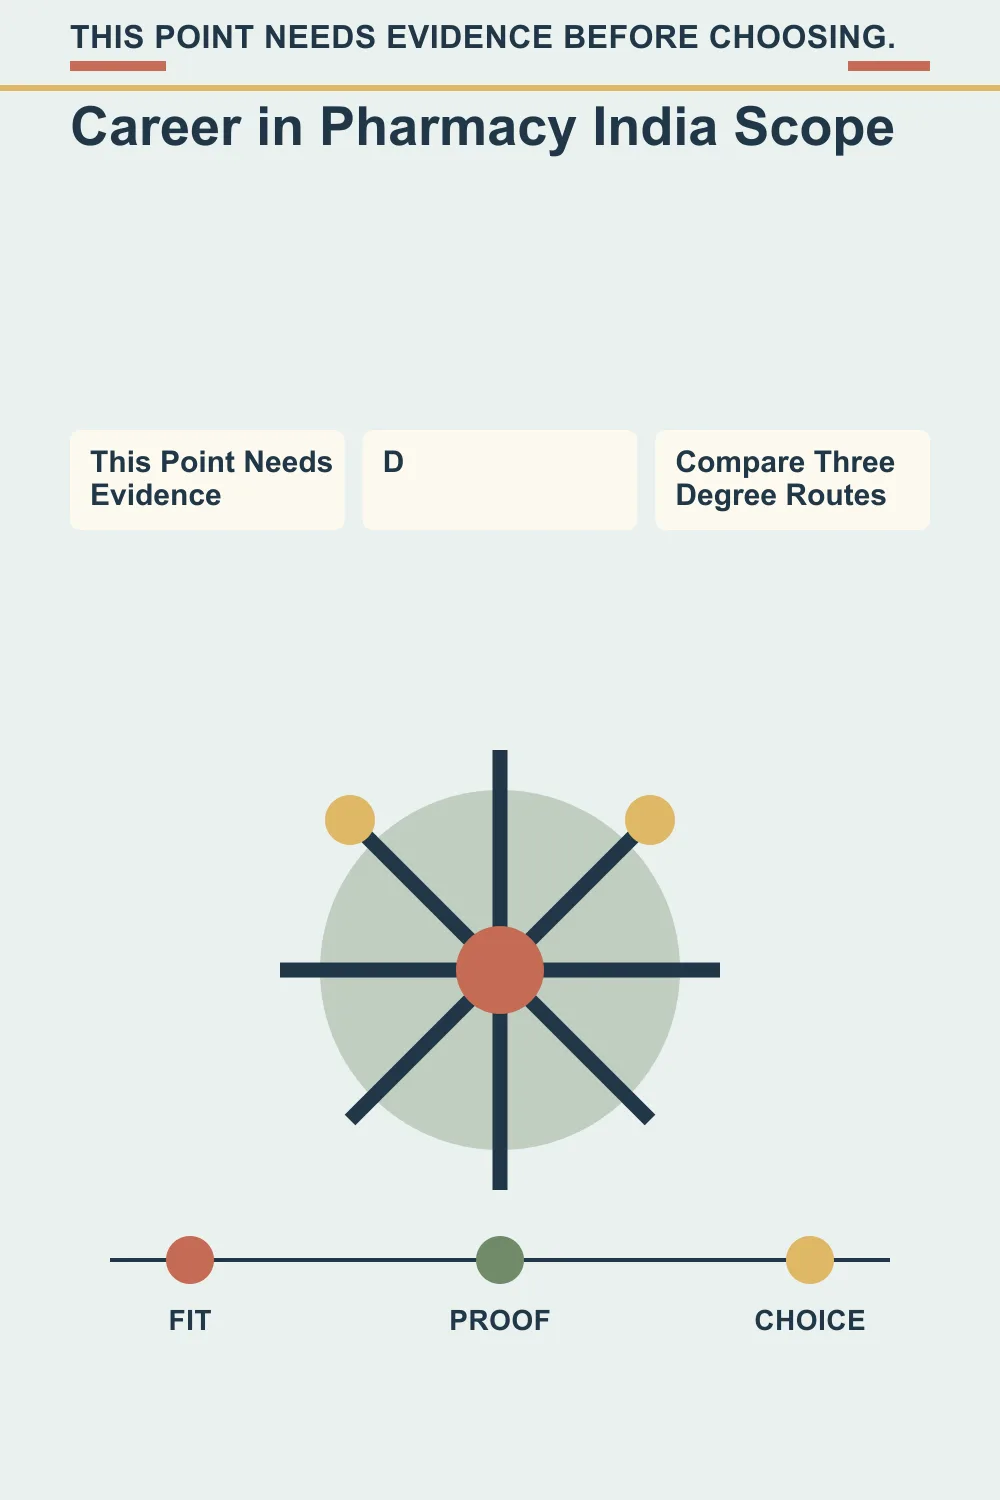 THIS POINT NEEDS EVIDENCE BEFORE CHOOSING.
Career in Pharmacy India Scope
This Point Needs
Evidence
D
Compare Three
Degree Routes
FIT
PROOF
CHOICE